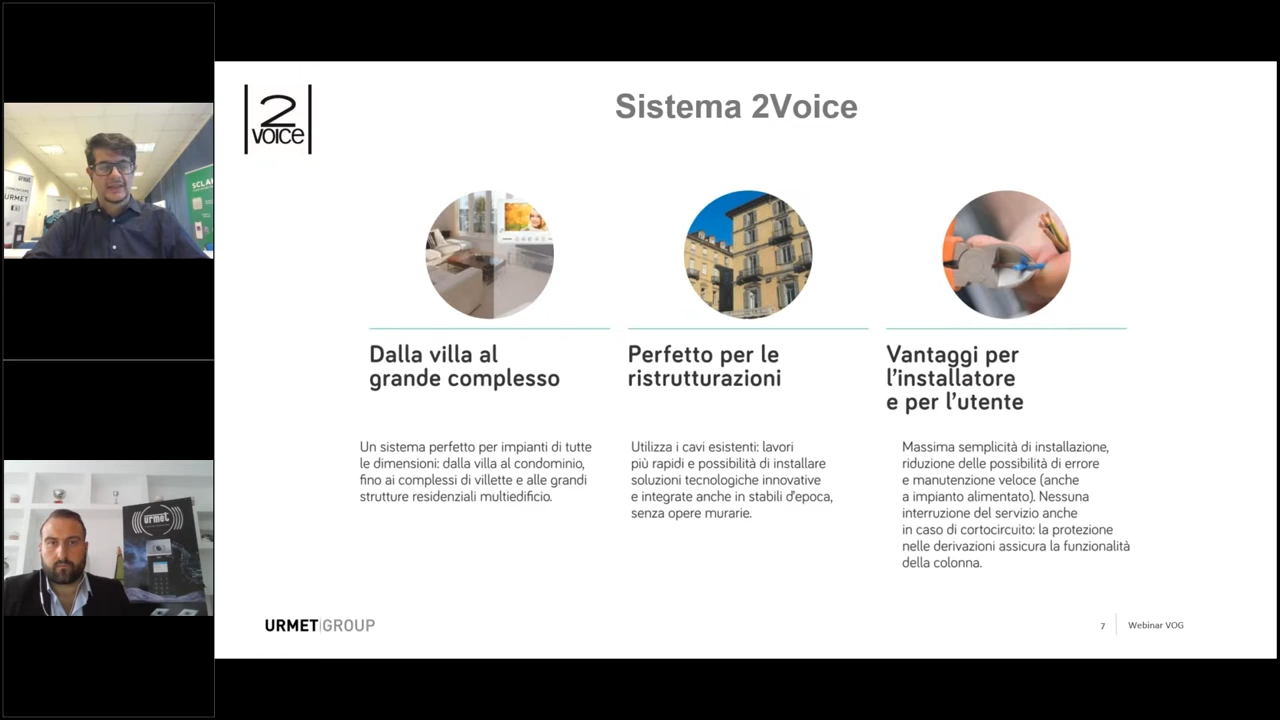 2
VOICE
Sistema 2Voice
Dalla villa al
grande complesso
Un sistema perfetto per impianti di tutte
le dimensioni: dalla villa al condominio,
fino ai complessi di villette e alle grandi
strutture residenziali multiedificio.
Perfetto per le
ristrutturazioni
Utilizza i cavi esistenti: lavori
più rapidi e possibilità di installare
soluzioni tecnologiche innovative
e integrate anche in stabili d'epoca,
senza opere murarie.
Vantaggi per
l'installatore
e per l'utente
Massima semplicità di installazione,
riduzione delle possibilità di errore
e manutenzione veloce (anche
a impianto alimentato). Nessuna
interruzione del servizio anche
in caso di cortocircuito: la protezione
nelle derivazioni assicura la funzionalità
della colonna.
URMET GROUP
7
Webinar VOG
urmet
URMET
SCLA
urmet